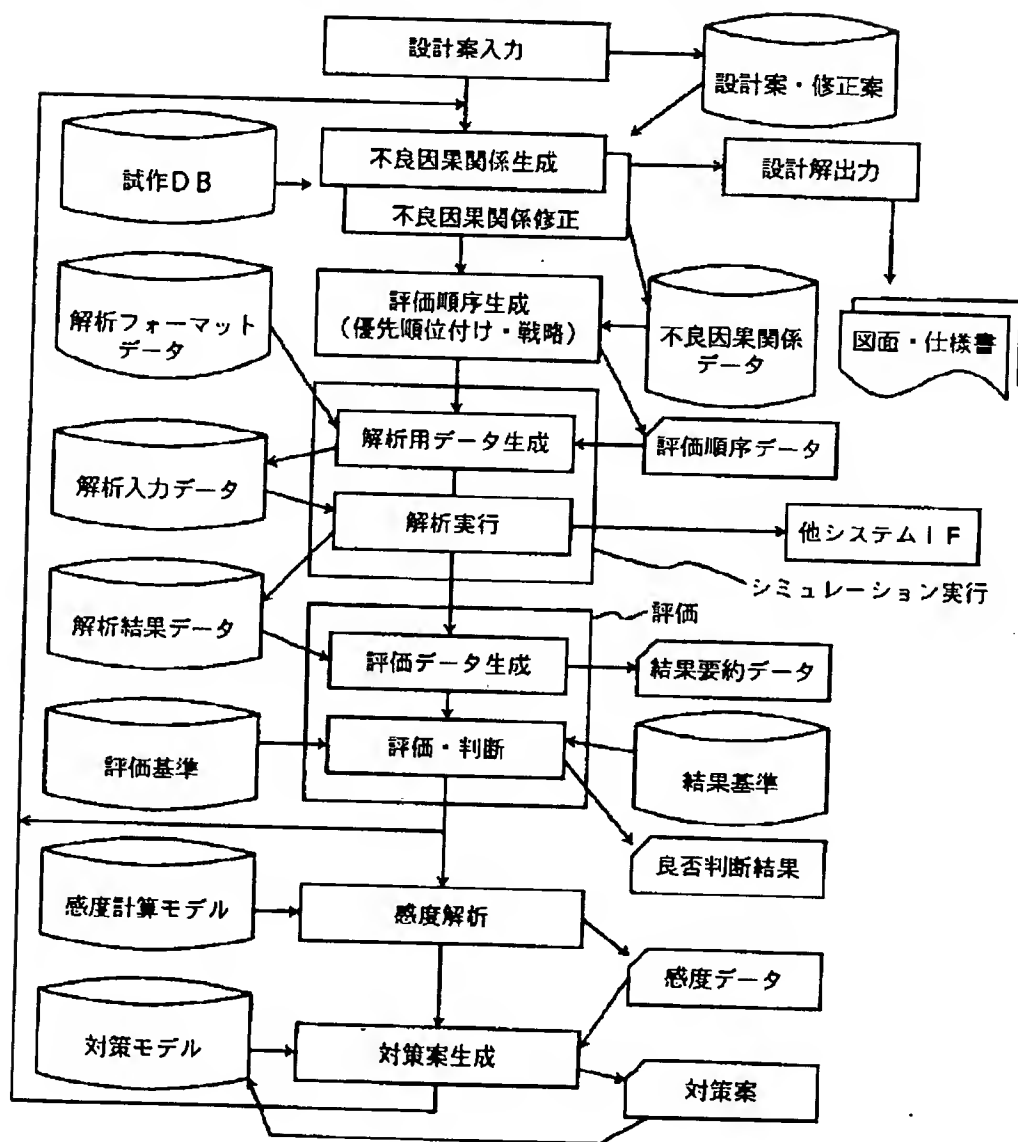 設計案入力
設計案・修正案
試作DB
不良因果関係生成
不良因果関係修正
設計解出力
解析フォーマット
データ
評価順序生成
(優先順位付け・戦略)
不良因果関係
データ
図面・仕様書
解析用データ生成
評価順序データ
解析入力データ
解析実行
他システムIF
シミュレーション実行
解析結果データ
評価
評価データ生成
結果要約データ
評価基準
評価・判断
結果基準
良否判断結果
感度計算モデル
感度解析
感度データ
対策モデル
対策案生成
対策案